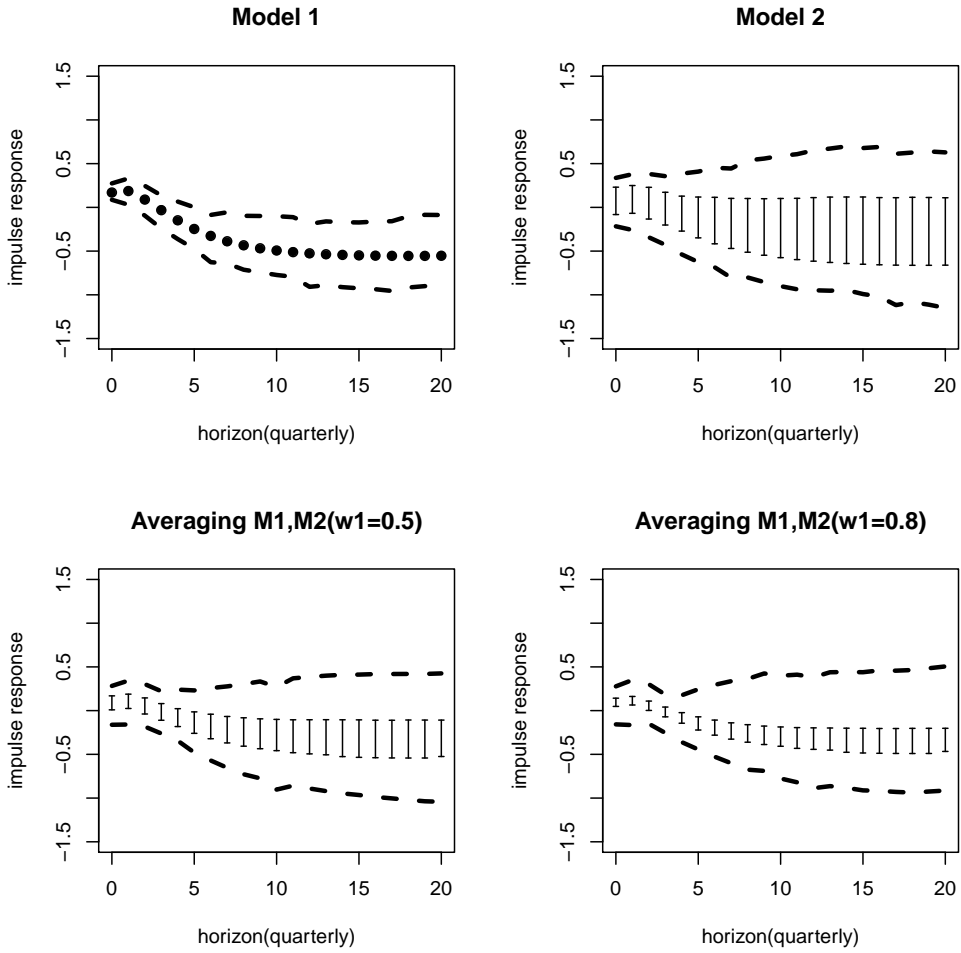 Model 1
impulse response
1.5
0.5
−0.5
−1.5
0 5 10 15 20
horizon(quarterly)
Model 2
impulse response
1.5
0.5
−0.5
−1.5
0 5 10 15 20
horizon(quarterly)
Averaging M1,M2(w1=0.5)
impulse response
1.5
0.5
−0.5
−1.5
0 5 10 15 20
horizon(quarterly)
Averaging M1,M2(w1=0.8)
impulse response
1.5
0.5
−0.5
−1.5
0 5 10 15 20
horizon(quarterly)